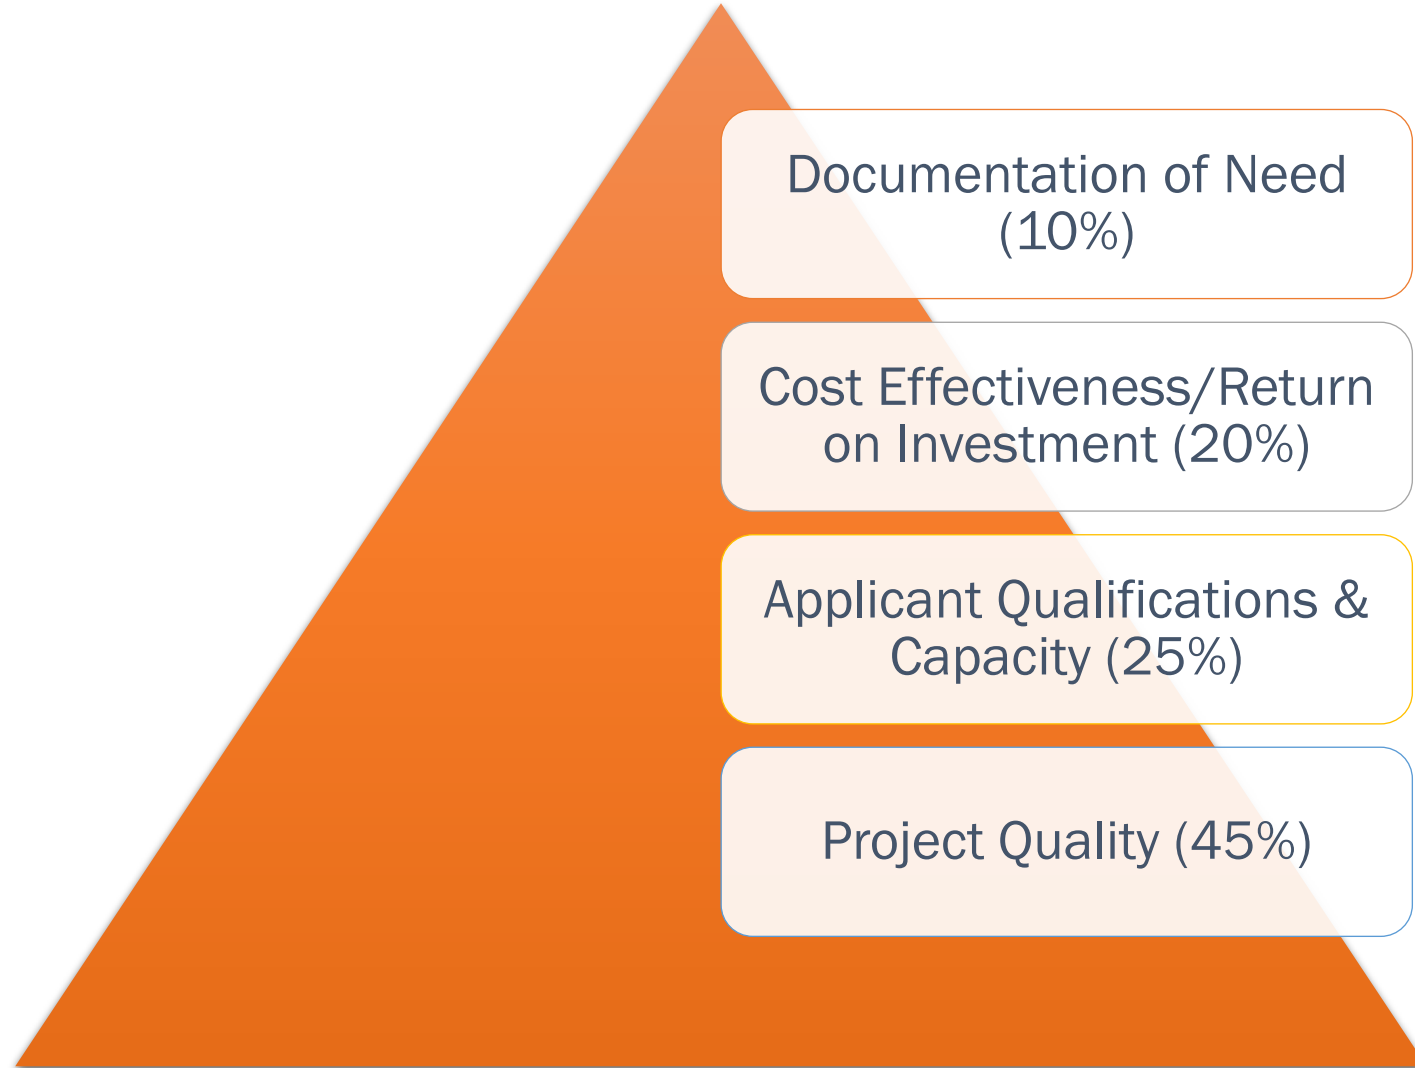 Documentation of Need
(10%)
Cost Effectiveness/Return
on Investment (20%)
Applicant Qualifications &
Capacity (25%)
Project Quality (45%)